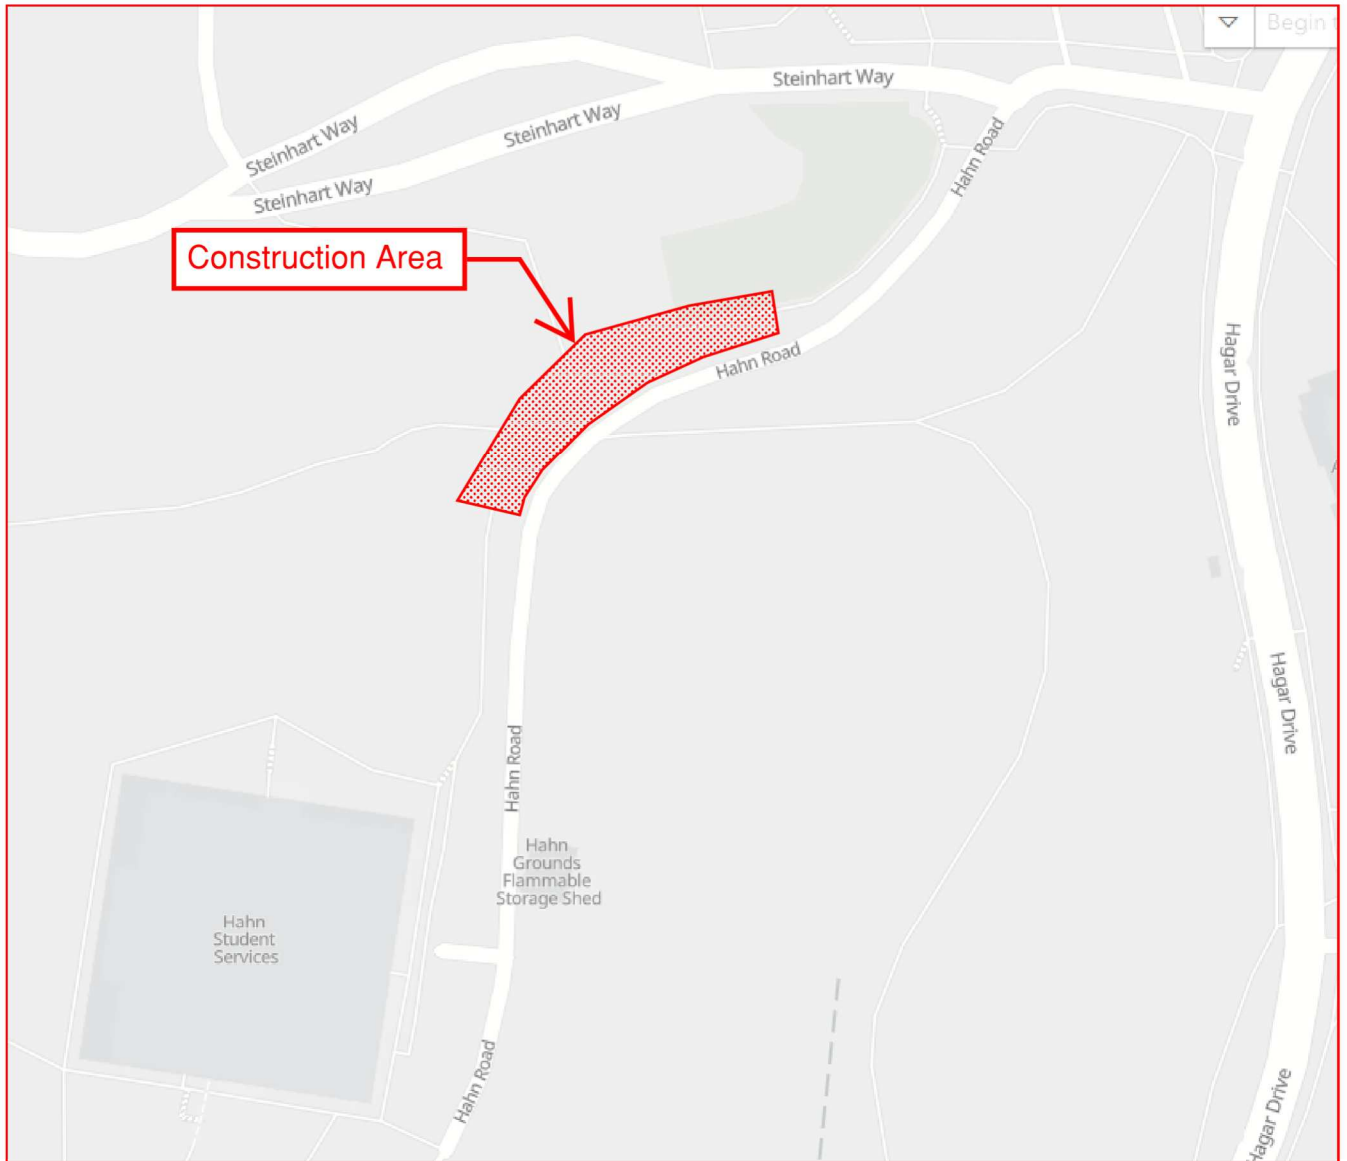 Begin t
Steinhart Way
Steinhart Way
Steinhart Way
Steinhart Way
Hahn Road
Construction Area
Hahn Road
Hagar Drive
Hagar Drive
Hahn Road
Hahn
Grounds
Flammable
Storage Shed
Hahn
Student
Services
Hahn Road
Hagar Drive